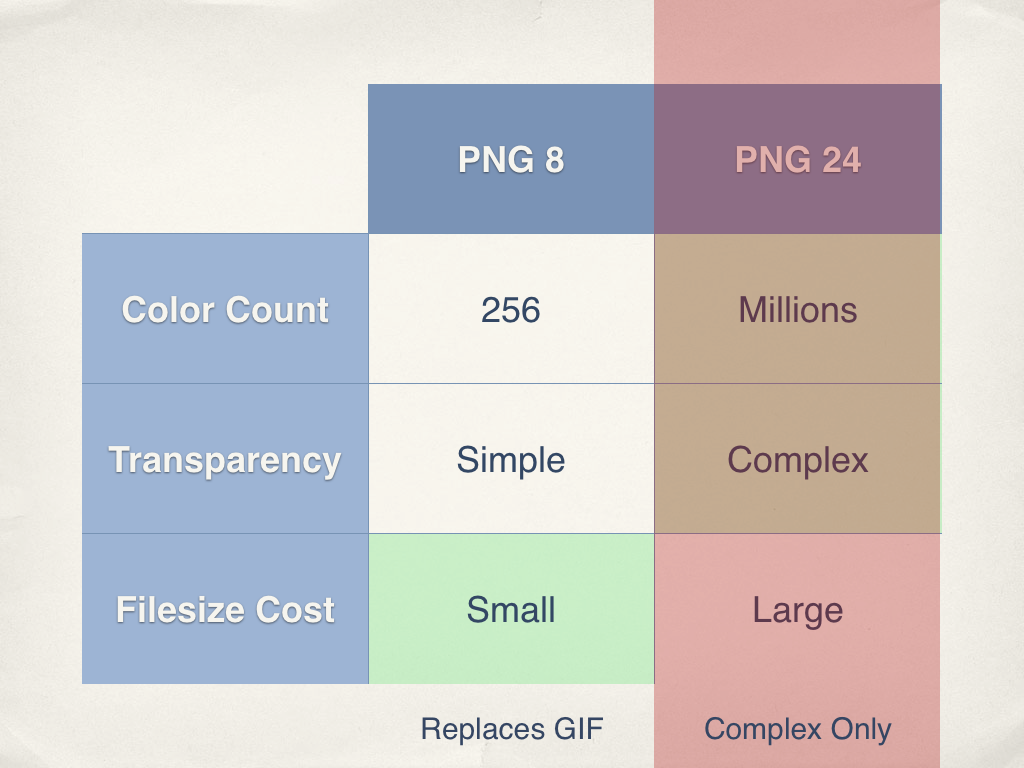 PNG 8 PNG 24
Color Count 256 Millions
Transparency Simple Complex
Filesize Cost Small Large
Replaces GIF Complex Only